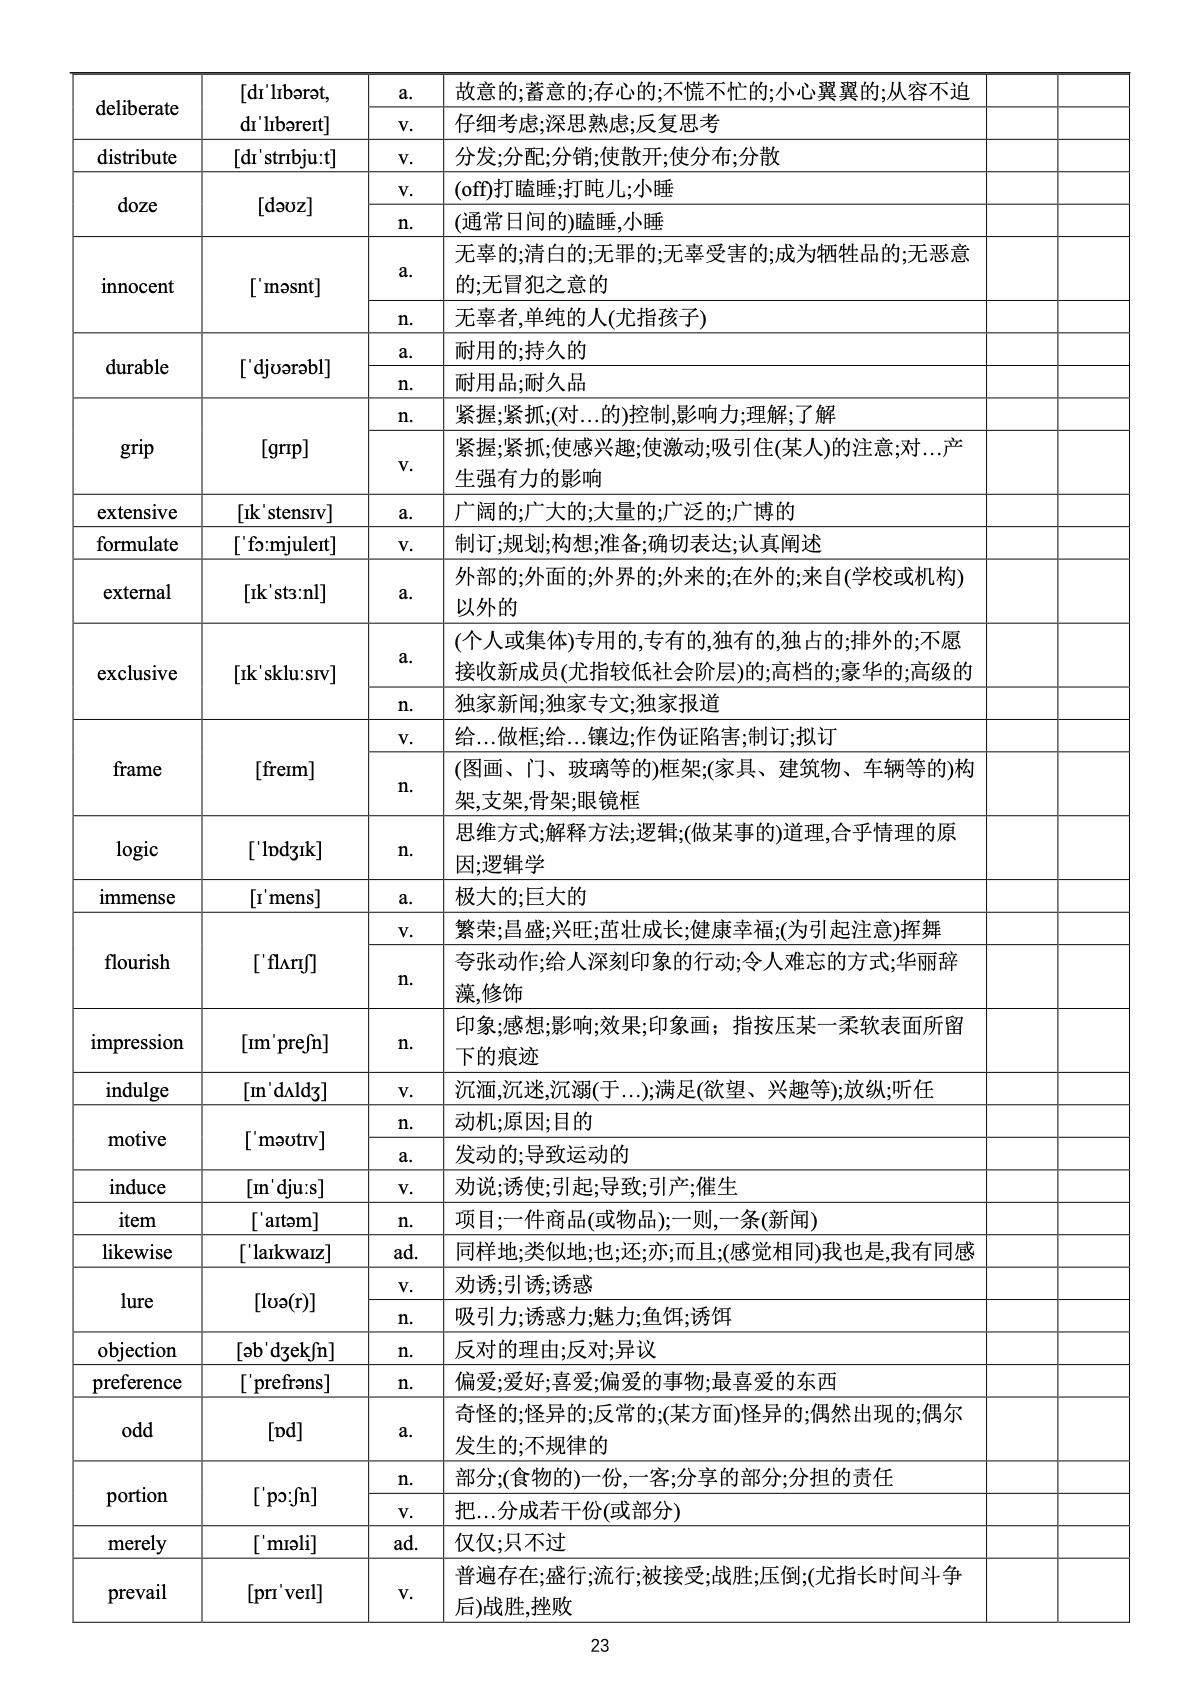 deliberate [dɪˈlɪbərət, a. 故意的;蓄意的;存心的;不慌不忙的;小心翼翼的;从容不迫
dɪˈlɪbəreɪt] v. 仔细考虑;深思熟虑;反复思考
distribute [dɪˈstrɪbjuːt] v. 分发;分配;分销;使散开;使分布;分散
doze [dəʊz] v. (off)打瞌睡;打盹儿;小睡
n. (通常日间的)瞌睡,小睡
innocent [ˈɪnəsnt] a. 无辜的;清白的;无罪的;无辜受害的;成为牺牲品的;无恶意
的;无冒犯之意的
n. 无辜者,单纯的人(尤指孩子)
durable [ˈdjʊərəbl] a. 耐用的;持久的
n. 耐用品;耐久品
grip [ɡrɪp] n. 紧握;紧抓;(对…的)控制,影响力;理解;了解
v. 紧握;紧抓;使感兴趣;使激动;吸引住(某人)的注意;对…产
生强有力的影响
extensive [ɪkˈstensɪv] a. 广阔的;广大的;大量的;广泛的;广博的
formulate [ˈfɔːmjuleɪt] v. 制订;规划;构想;准备;确切表达;认真阐述
external [ɪkˈstɜːnl] a. 外部的;外面的;外界的;外来的;在外的;来自(学校或机构)
以外的
exclusive [ɪkˈskluːsɪv] a. (个人或集体)专用的,专有的,独有的,独占的;排外的;不愿
接收新成员(尤指较低社会阶层)的;高档的;豪华的;高级的
n. 独家新闻;独家专文;独家报道
frame [freɪm] v. 给…做框;给…镶边;作伪证陷害;制订;拟订
n. (图画、门、玻璃等的)框架;(家具、建筑物、车辆等的)构
架,支架,骨架;眼镜框
logic [ˈlɒdʒɪk] n. 思维方式;解释方法;逻辑;(做某事的)道理,合乎情理的原
因;逻辑学
immense [ɪˈmens] a. 极大的;巨大的
flourish [ˈflʌrɪʃ] v. 繁荣;昌盛;兴旺;茁壮成长;健康幸福;(为引起注意)挥舞
n. 夸张动作;给人深刻印象的行动;令人难忘的方式;华丽辞
藻,修饰
impression [ɪmˈpreʃn] n. 印象;感想;影响;效果;印象画；指按压某一柔软表面所留
下的痕迹
indulge [ɪnˈdʌldʒ] v. 沉湎,沉迷,沉溺(于…);满足(欲望、兴趣等);放纵;听任
motive [ˈməʊtɪv] n. 动机;原因;目的
a. 发动的;导致运动的
induce [ɪnˈdjuːs] v. 劝说;诱使;引起;导致;引产;催生
item [ˈaɪtəm] n. 项目;一件商品(或物品);一则,一条(新闻)
likewise [ˈlaɪkwaɪz] ad. 同样地;类似地;也;还;亦;而且;(感觉相同)我也是,我有同感
lure [lʊə(r)] v. 劝诱;引诱;诱惑
n. 吸引力;诱惑力;魅力;鱼饵;诱饵
objection [əbˈdʒekʃn] n. 反对的理由;反对;异议
preference [ˈprefrəns] n. 偏爱;爱好;喜爱;偏爱的事物;最喜爱的东西
odd [ɒd] a. 奇怪的;怪异的;反常的;(某方面)怪异的;偶然出现的;偶尔
发生的;不规律的
portion [ˈpɔːʃn] n. 部分;(食物的)一份,一客;分享的部分;分担的责任
v. 把…分成若干份(或部分)
merely [ˈmɪəli] ad. 仅仅;只不过
prevail [prɪˈveɪl] v. 普遍存在;盛行;流行;被接受;战胜;压倒;(尤指长时间斗争
后)战胜,挫败
23